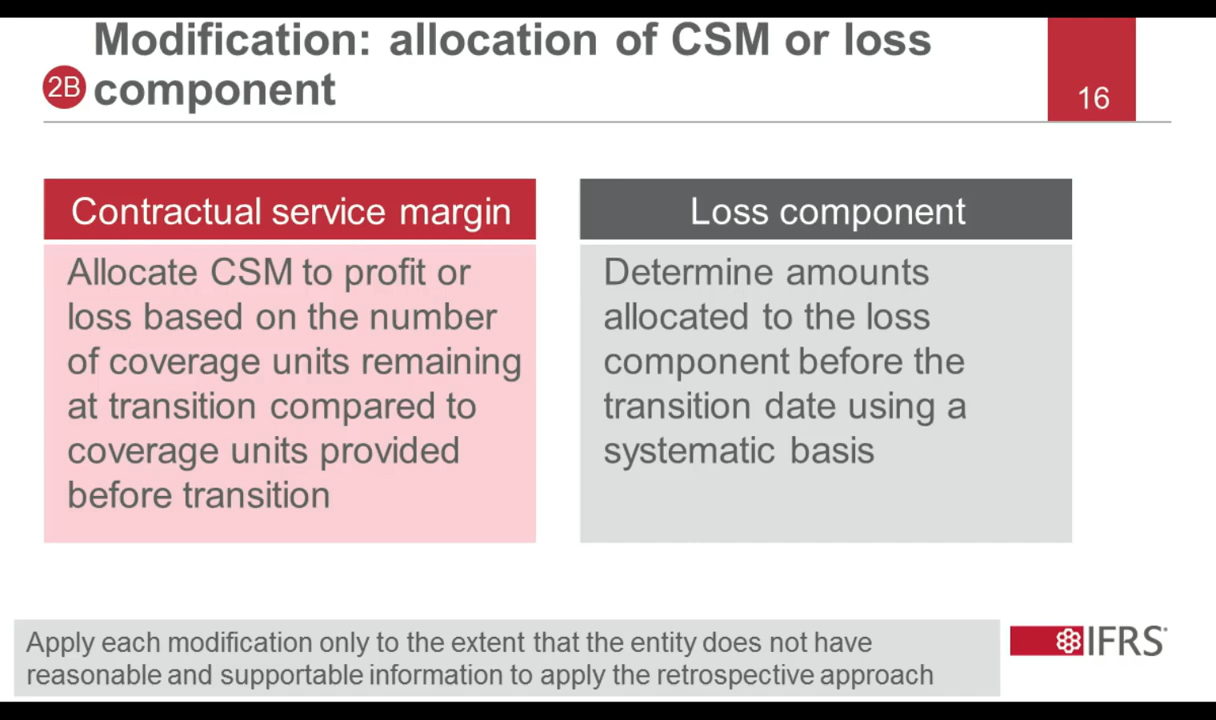 Modification: allocation of CSM or loss
2B component
16
Contractual service margin
Allocate CSM to profit or
loss based on the number
of coverage units remaining
at transition compared to
coverage units provided
before transition
Loss component
Determine amounts
allocated to the loss
component before the
transition date using a
systematic basis
Apply each modification only to the extent that the entity does not have
reasonable and supportable information to apply the retrospective approach
IFRS